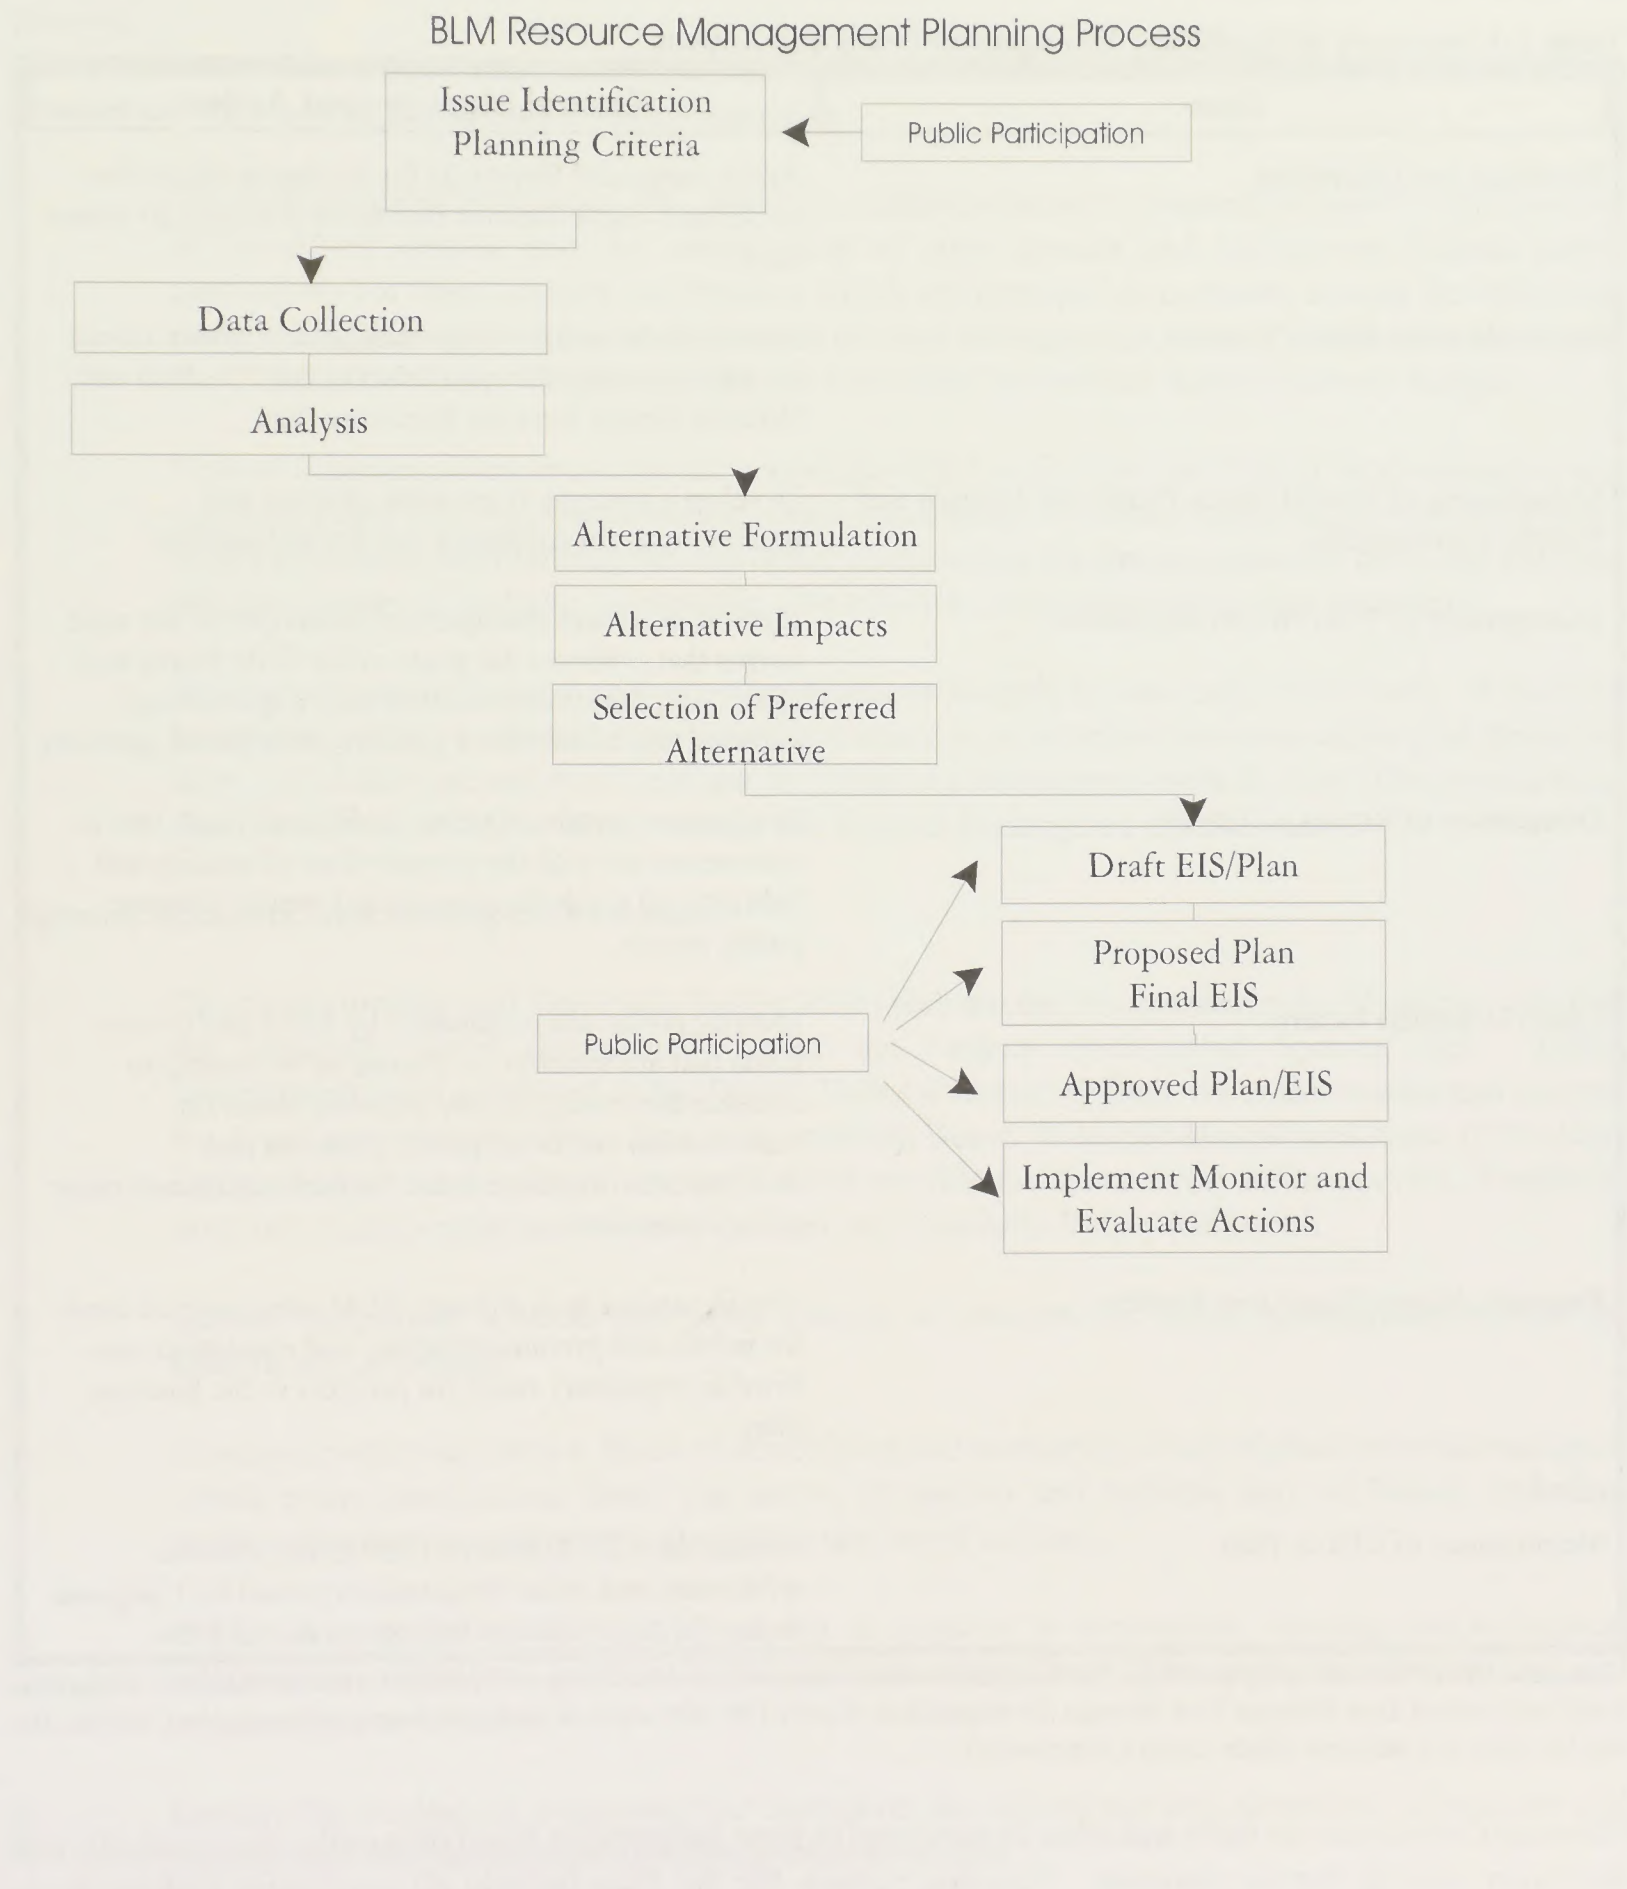 BLM Resource Management Planning Process
Issue Identification
Planning Criteria
Public Participation
Data Collection
Analysis
Alternative Formulation
Alternative Impacts
Selection of Preferred
Alternative
Draft EIS/Plan
Proposed Plan
Final EIS
Public Participation
Approved Plan/EIS
Implement Monitor and
Evaluate Actions